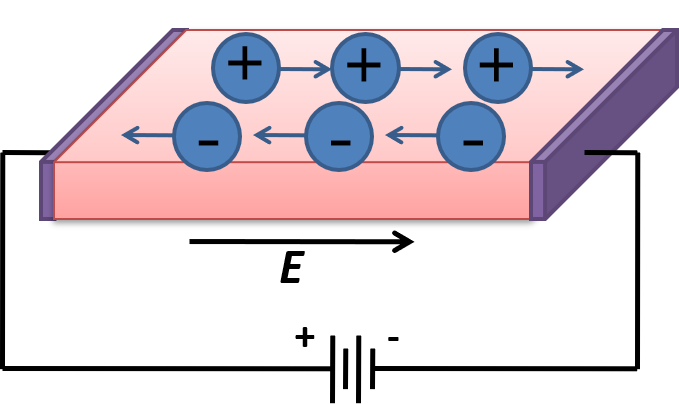 + + +
- - -
E
+ -